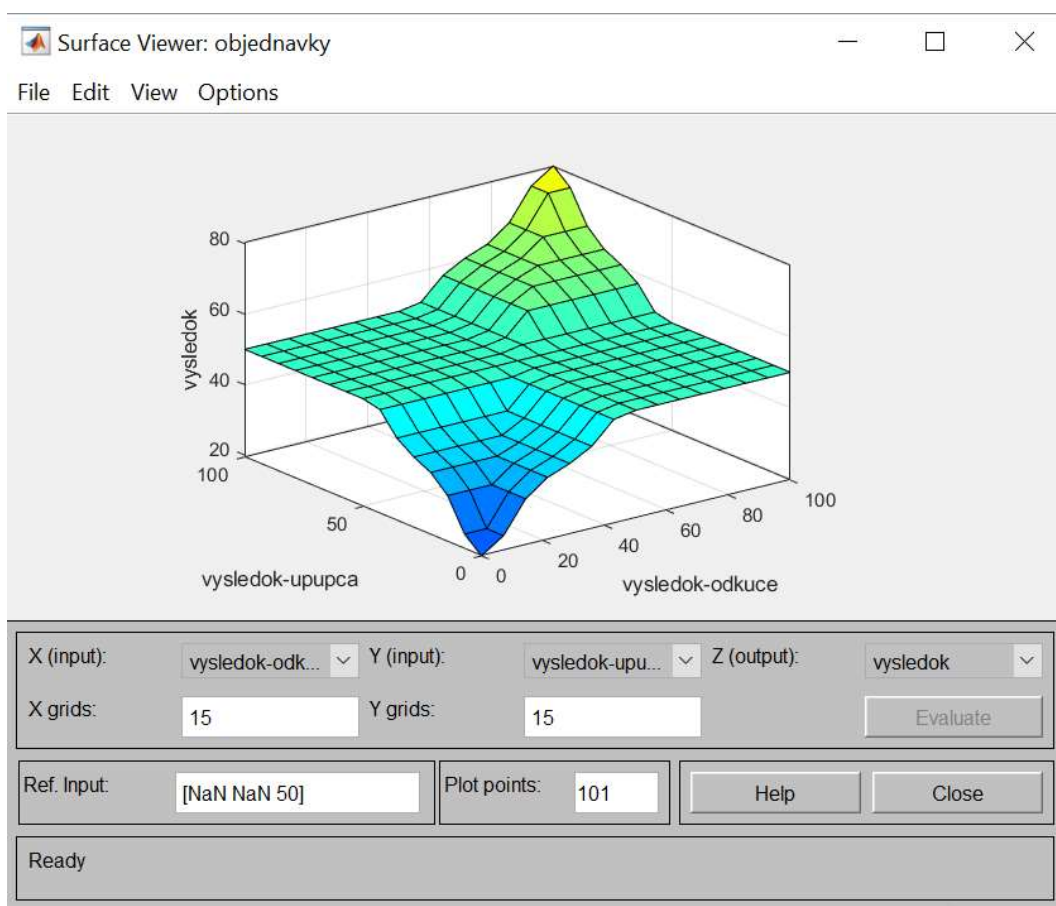 Surface Viewer: objednavky
File Edit View Options
80
60
40
20
vysledok
100
50
0
vysledok-upupca
0
20
40
60
80
100
vysledok-odkuce
X (input): vysledok-odk... Y (input): vysledok-upu... Z (output): vysledok
X grids: 15 Y grids: 15 Evaluate
Ref. Input: [NaN NaN 50] Plot points: 101 Help Close
Ready